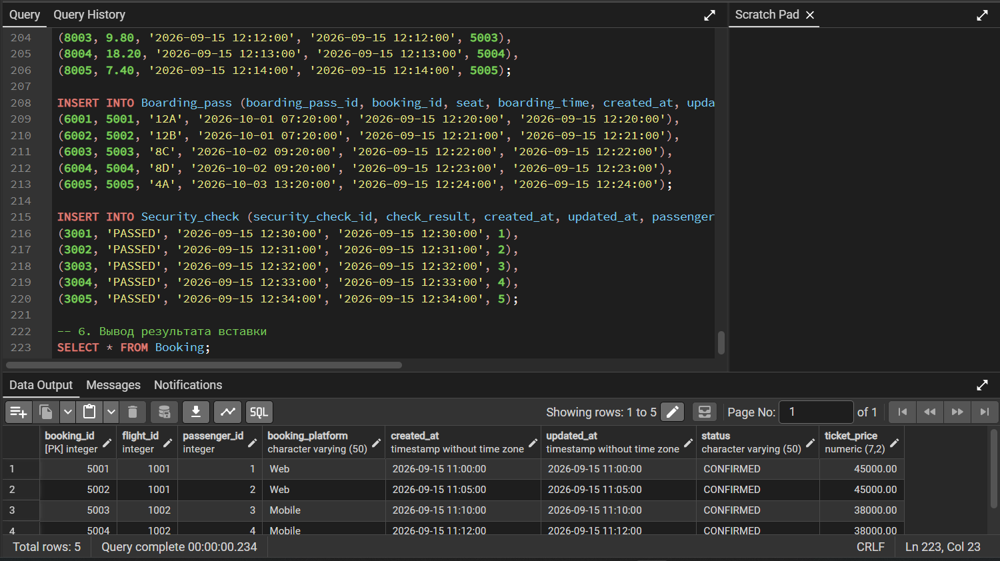 Query Query History
Scratch Pad
204 (8003, 9.80, '2026-09-15 12:12:00', '2026-09-15 12:12:00', 5003),
205 (8004, 18.20, '2026-09-15 12:13:00', '2026-09-15 12:13:00', 5004),
206 (8005, 7.40, '2026-09-15 12:14:00', '2026-09-15 12:14:00', 5005);
207
208 INSERT INTO Boarding_pass (boarding_pass_id, booking_id, seat, boarding_time, created_at, upda
209 (6001, 5001, '12A', '2026-10-01 07:20:00', '2026-09-15 12:20:00', '2026-09-15 12:20:00'),
210 (6002, 5002, '12B', '2026-10-01 07:20:00', '2026-09-15 12:21:00', '2026-09-15 12:21:00'),
211 (6003, 5003, '8C', '2026-10-02 09:20:00', '2026-09-15 12:22:00', '2026-09-15 12:22:00'),
212 (6004, 5004, '8D', '2026-10-02 09:20:00', '2026-09-15 12:23:00', '2026-09-15 12:23:00'),
213 (6005, 5005, '4A', '2026-10-03 13:20:00', '2026-09-15 12:24:00', '2026-09-15 12:24:00');
214
215 INSERT INTO Security_check (security_check_id, check_result, created_at, updated_at, passenger
216 (3001, 'PASSED', '2026-09-15 12:30:00', '2026-09-15 12:30:00', 1),
217 (3002, 'PASSED', '2026-09-15 12:31:00', '2026-09-15 12:31:00', 2),
218 (3003, 'PASSED', '2026-09-15 12:32:00', '2026-09-15 12:32:00', 3),
219 (3004, 'PASSED', '2026-09-15 12:33:00', '2026-09-15 12:33:00', 4),
220 (3005, 'PASSED', '2026-09-15 12:34:00', '2026-09-15 12:34:00', 5);
221
222 -- 6. Вывод результата вставки
223 SELECT * FROM Booking;
Data Output Messages Notifications
SQL Showing rows: 1 to 5 Page No: 1 of 1
booking_id flight_id passenger_id booking_platform created_at updated_at status ticket_price
[PK] integer integer integer character varying (50) timestamp without time zone timestamp without time zone character varying (50) numeric (7,2)
1 5001 1001 1 Web 2026-09-15 11:00:00 2026-09-15 11:00:00 CONFIRMED 45000.00
2 5002 1001 2 Web 2026-09-15 11:05:00 2026-09-15 11:05:00 CONFIRMED 45000.00
3 5003 1002 3 Mobile 2026-09-15 11:10:00 2026-09-15 11:10:00 CONFIRMED 38000.00
4 5004 1002 4 Mobile 2026-09-15 11:12:00 2026-09-15 11:12:00 CONFIRMED 38000.00
Total rows: 5 Query complete 00:00:00.234 CRLF Ln 223, Col 23